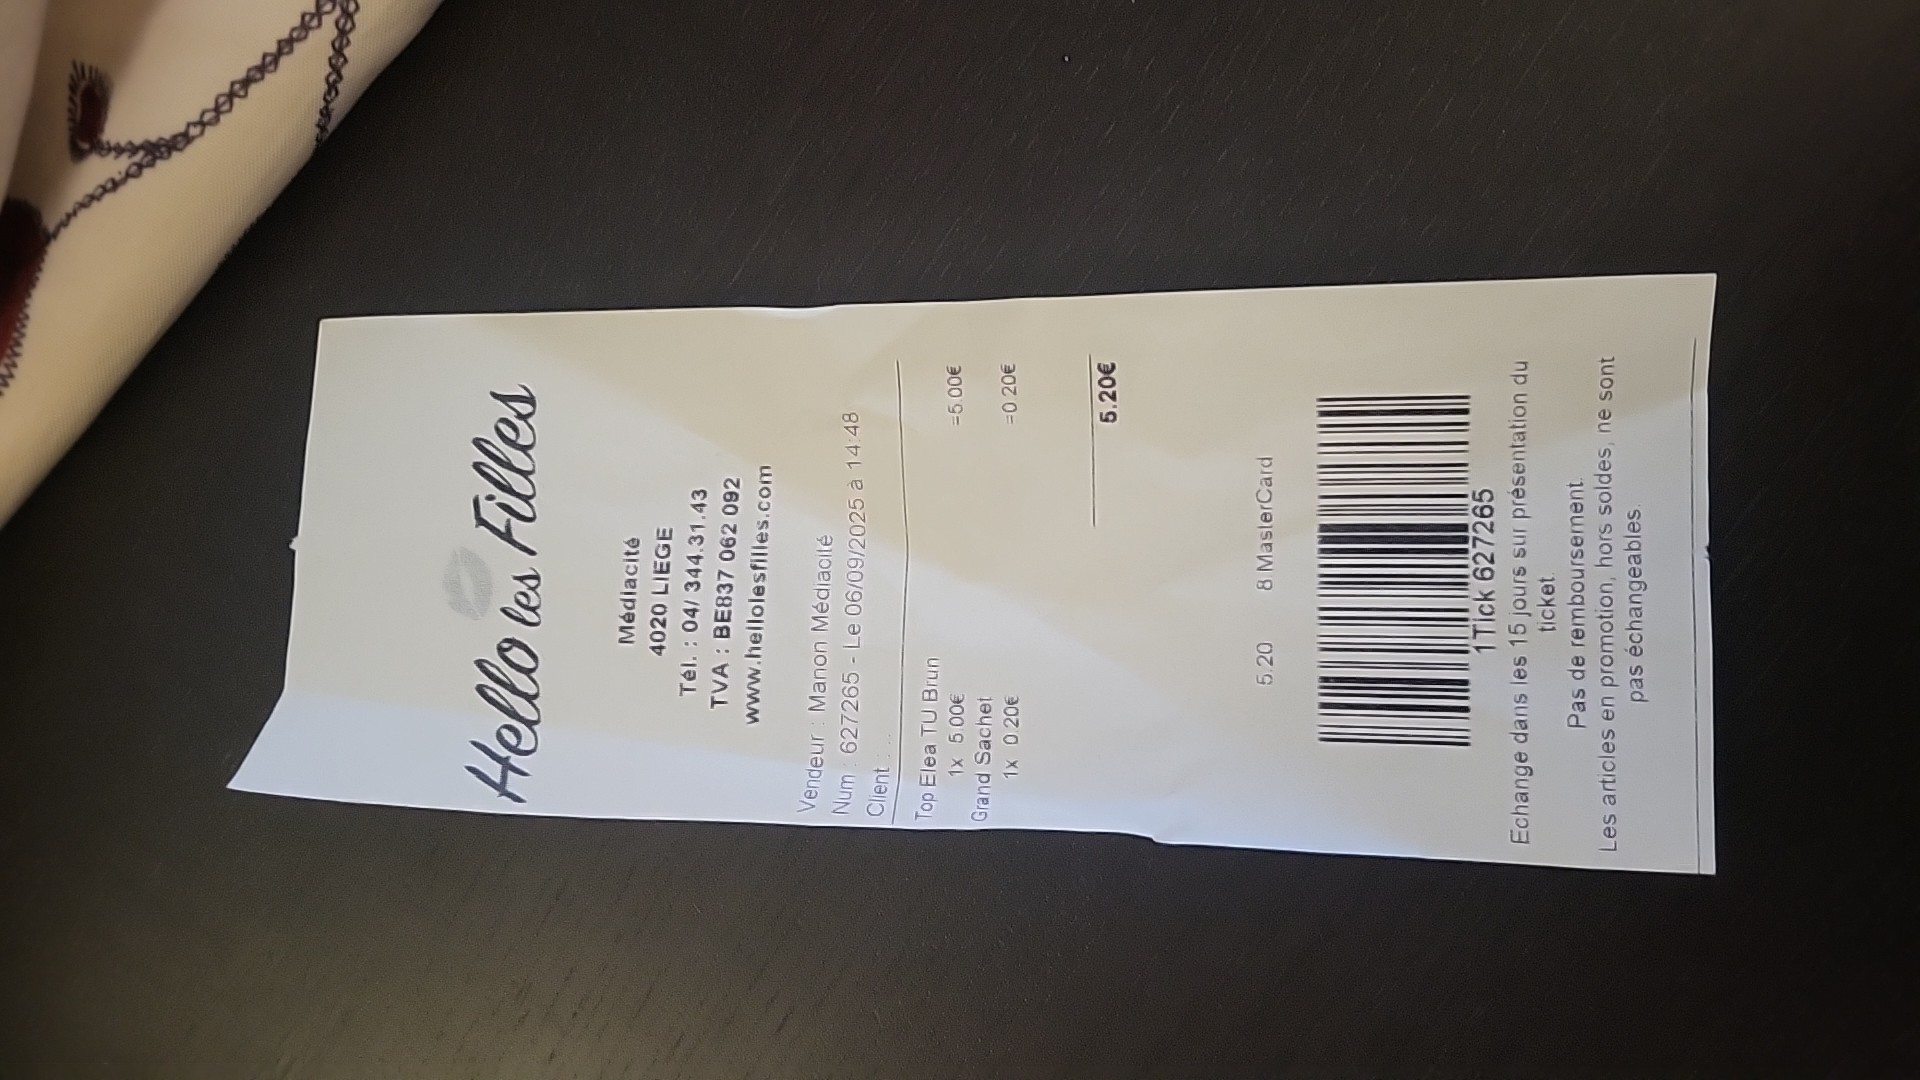 Hello les Filles
Médiacité
4020 LIEGE
Tél. : 04/ 344.31.43
TVA : BE837 062 092
www.hellolesfilles.com
Vendeur : Manon Médiacité
Num : 627265 - Le 06/09/2025 à 14:48
Client : ..
Top Elea TU Brun
1x 5.00€ =5.00€
Grand Sachet
1x 0.20€ =0.20€
5.20€
5.20 8 MasterCard
1Tick 627265
Echange dans les 15 jours sur présentation du
ticket.
Pas de remboursement.
Les articles en promotion, hors soldes, ne sont
pas échangeables.